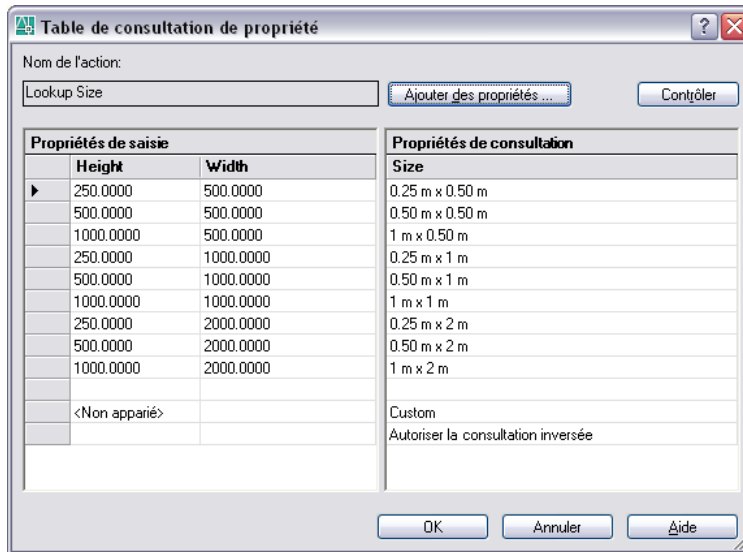 Table de consultation de propriété
Nom de l'action:
Lookup Size
Ajouter des propriétés ...
Contrôler
Propriétés de saisie
Propriétés de consultation
Height Width Size
250.0000 500.0000 0.25 m x 0.50 m
500.0000 500.0000 0.50 m x 0.50 m
1000.0000 500.0000 1 m x 0.50 m
250.0000 1000.0000 0.25 m x 1 m
500.0000 1000.0000 0.50 m x 1 m
1000.0000 1000.0000 1 m x 1 m
250.0000 2000.0000 0.25 m x 2 m
500.0000 2000.0000 0.50 m x 2 m
1000.0000 2000.0000 1 m x 2 m
<Non apparié> Custom
Autoriser la consultation inversée
OK Annuler Aide